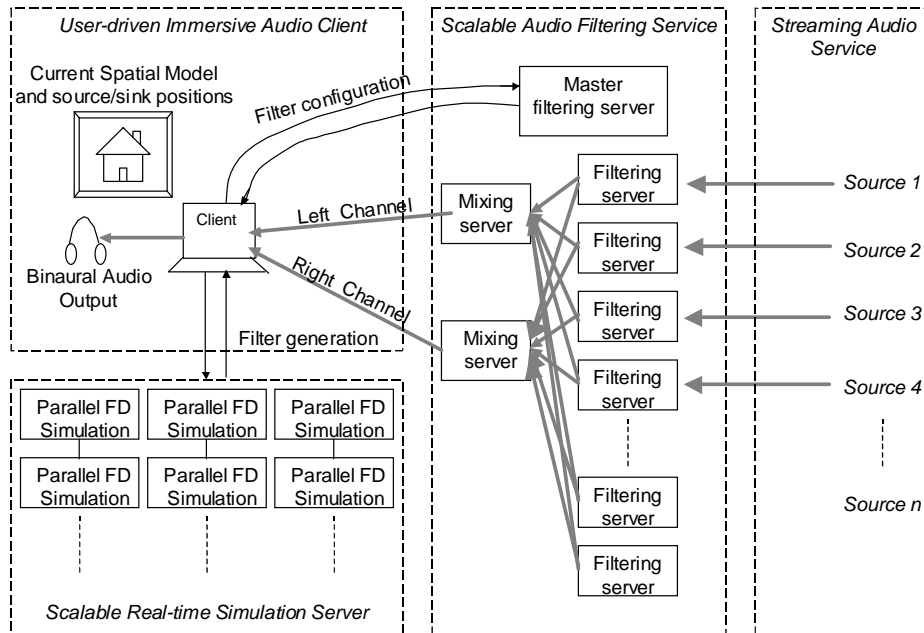 User-driven Immersive Audio Client
Current Spatial Model
and source/sink positions
Filter configuration
Client
Left Channel
Right Channel
Binaural Audio
Output
Filter generation
Parallel FD
Simulation
Parallel FD
Simulation
Parallel FD
Simulation
Parallel FD
Simulation
Parallel FD
Simulation
Parallel FD
Simulation
Scalable Real-time Simulation Server
Scalable Audio Filtering Service
Master
filtering server
Mixing
server
Mixing
server
Filtering
server
Filtering
server
Filtering
server
Filtering
server
Filtering
server
Filtering
server
Streaming Audio
Service
Source 1
Source 2
Source 3
Source 4
Source n